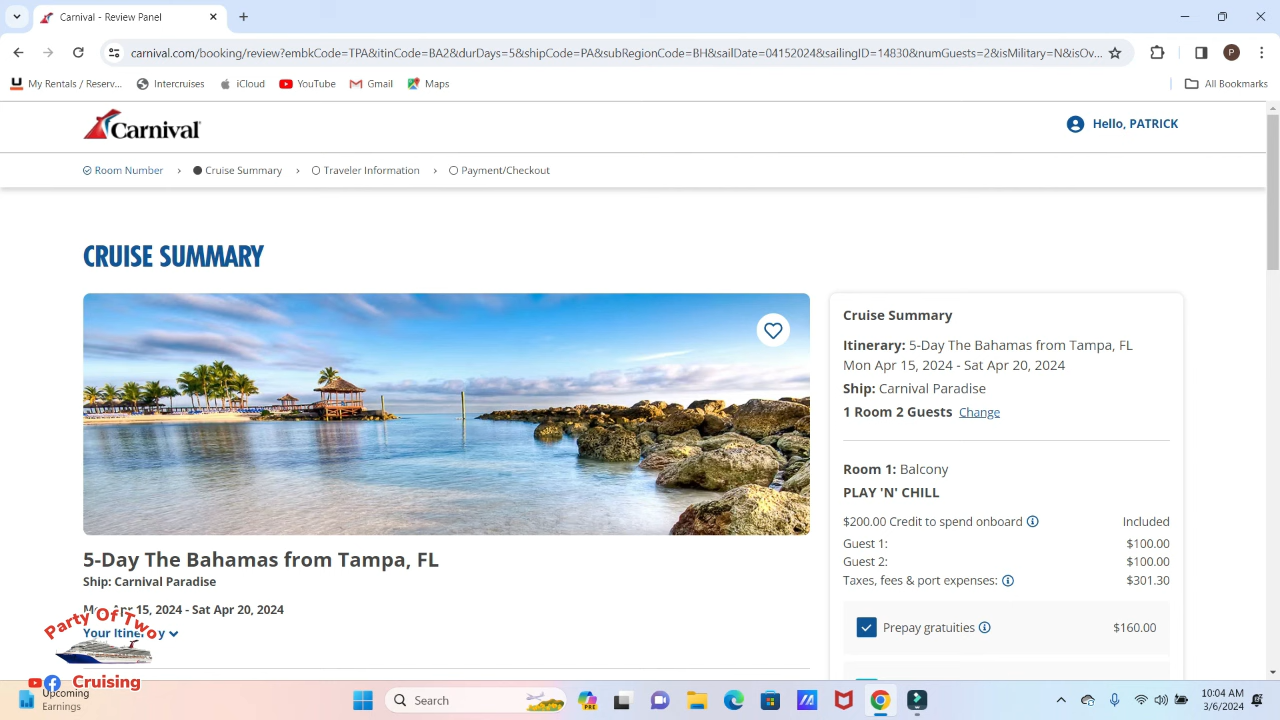 Carnival - Review Panel
carnival.com/booking/review?embkCode=TPA&itinCode=BA2&durDays=5&shipCode=PA&subRegionCode=BH&sailDate=04152024&sailingID=14830&numGuests=2&isMilitary=N&isOv...
P
My Rentals / Reserv... Intercruises iCloud YouTube Gmail Maps All Bookmarks
Carnival
Hello, PATRICK
Room Number › Cruise Summary › Traveler Information › Payment/Checkout
CRUISE SUMMARY
5-Day The Bahamas from Tampa, FL
Ship: Carnival Paradise
Mon Apr 15, 2024 - Sat Apr 20, 2024
Your Itinerary
Cruise Summary
Itinerary: 5-Day The Bahamas from Tampa, FL
Mon Apr 15, 2024 - Sat Apr 20, 2024
Ship: Carnival Paradise
1 Room 2 Guests Change
Room 1: Balcony
PLAY 'N' CHILL
$200.00 Credit to spend onboard Included
Guest 1: $100.00
Guest 2: $100.00
Taxes, fees & port expenses: $301.30
Prepay gratuities $160.00
Party Of Two
Cruising
Upcoming
Earnings
Search
PRE
10:04 AM
3/6/2024